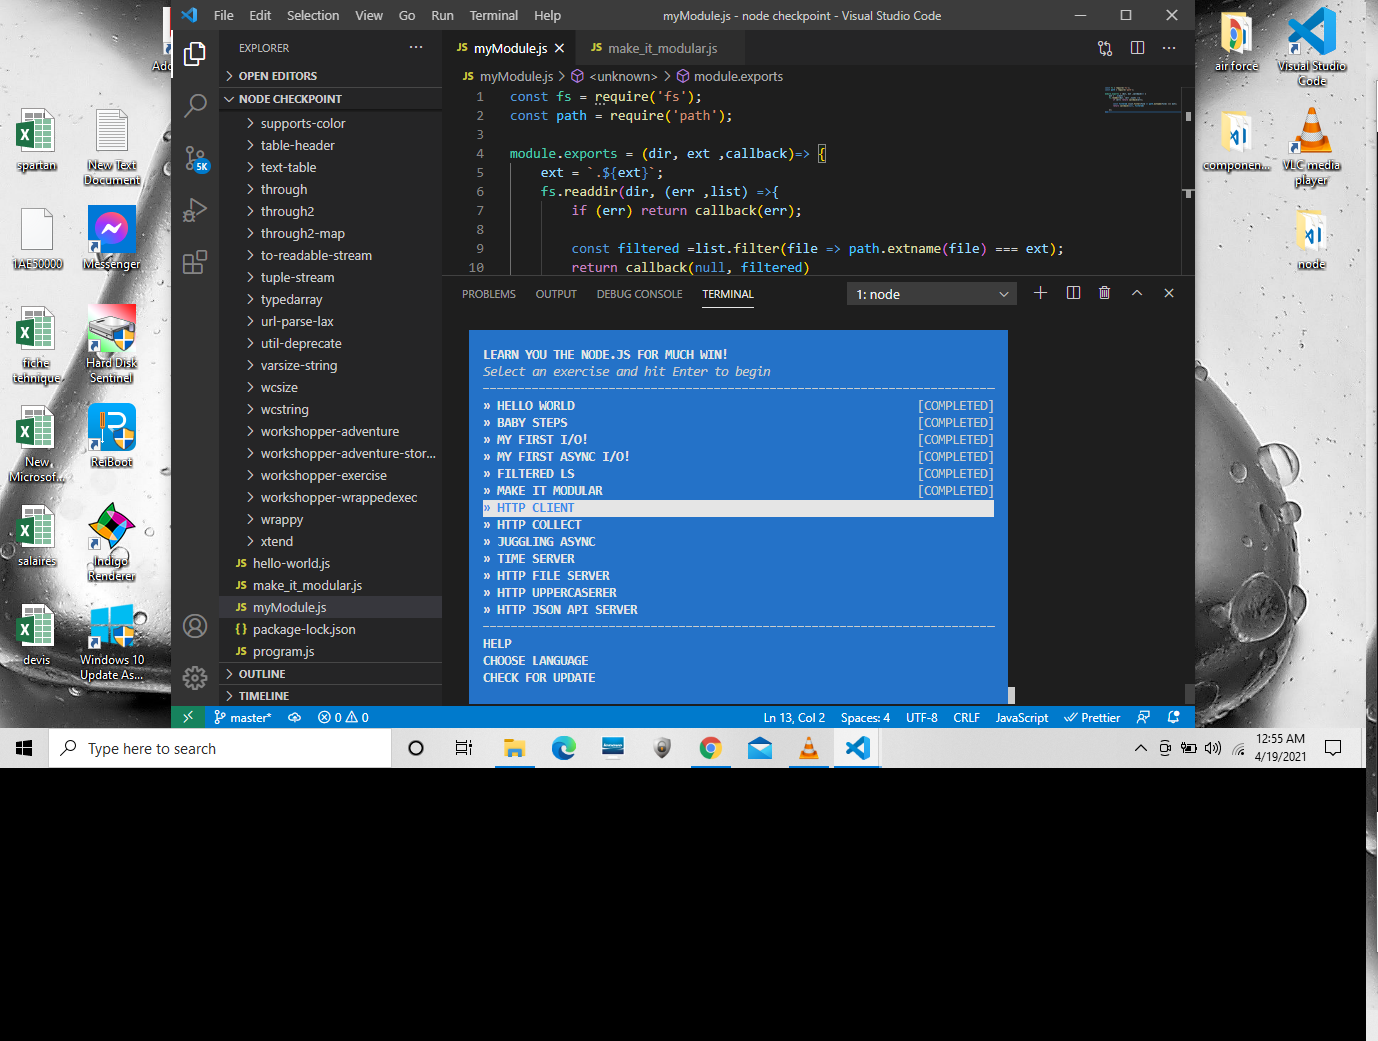 File Edit Selection View Go Run Terminal Help
myModule.js - node checkpoint - Visual Studio Code
EXPLORER
OPEN EDITORS
NODE CHECKPOINT
supports-color
table-header
text-table
through
through2
through2-map
to-readable-stream
tuple-stream
typedarray
url-parse-lax
util-deprecate
varsize-string
wcsize
wcstring
workshopper-adventure
workshopper-adventure-stor...
workshopper-exercise
workshopper-wrappedexec
wrappy
xtend
JS hello-world.js
JS make_it_modular.js
JS myModule.js
{} package-lock.json
JS program.js
OUTLINE
TIMELINE
5K
JS myModule.js
JS make_it_modular.js
JS myModule.js > <unknown> > module.exports
1 const fs = require('fs');
2 const path = require('path');
3
4 module.exports = (dir, ext ,callback)=> {
5 ext = `.${ext}`;
6 fs.readdir(dir, (err ,list) =>{
7 if (err) return callback(err);
8
9 const filtered =list.filter(file => path.extname(file) === ext);
10 return callback(null, filtered)
PROBLEMS OUTPUT DEBUG CONSOLE TERMINAL
1: node
LEARN YOU THE NODE.JS FOR MUCH WIN!
Select an exercise and hit Enter to begin
» HELLO WORLD [COMPLETED]
» BABY STEPS [COMPLETED]
» MY FIRST I/O! [COMPLETED]
» MY FIRST ASYNC I/O! [COMPLETED]
» FILTERED LS [COMPLETED]
» MAKE IT MODULAR [COMPLETED]
» HTTP CLIENT
» HTTP COLLECT
» JUGGLING ASYNC
» TIME SERVER
» HTTP FILE SERVER
» HTTP UPPERCASERER
» HTTP JSON API SERVER
HELP
CHOOSE LANGUAGE
CHECK FOR UPDATE
master* 0 0
Ln 13, Col 2 Spaces: 4 UTF-8 CRLF JavaScript Prettier
spartan
New Text
Document
1AE50000
Messenger
fiche
technique
Hard Disk
Sentinel
New
Microsof...
ReiBoot
salaires
Indigo
Renderer
devis
Windows 10
Update As...
air force
Visual Studio
Code
componen...
VLC media
player
node
Type here to search
12:55 AM
4/19/2021